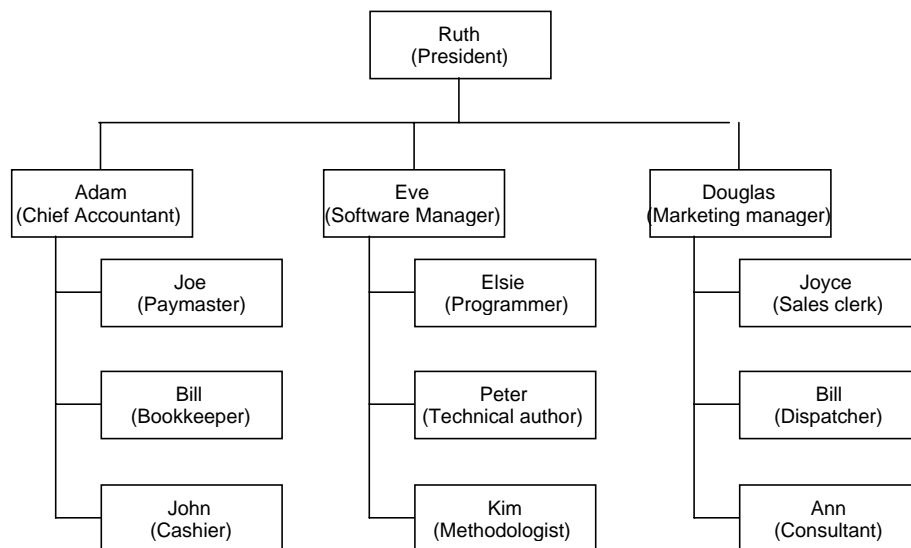 Ruth
(President)
Adam
(Chief Accountant)
Eve
(Software Manager)
Douglas
(Marketing manager)
Joe
(Paymaster)
Elsie
(Programmer)
Joyce
(Sales clerk)
Bill
(Bookkeeper)
Peter
(Technical author)
Bill
(Dispatcher)
John
(Cashier)
Kim
(Methodologist)
Ann
(Consultant)